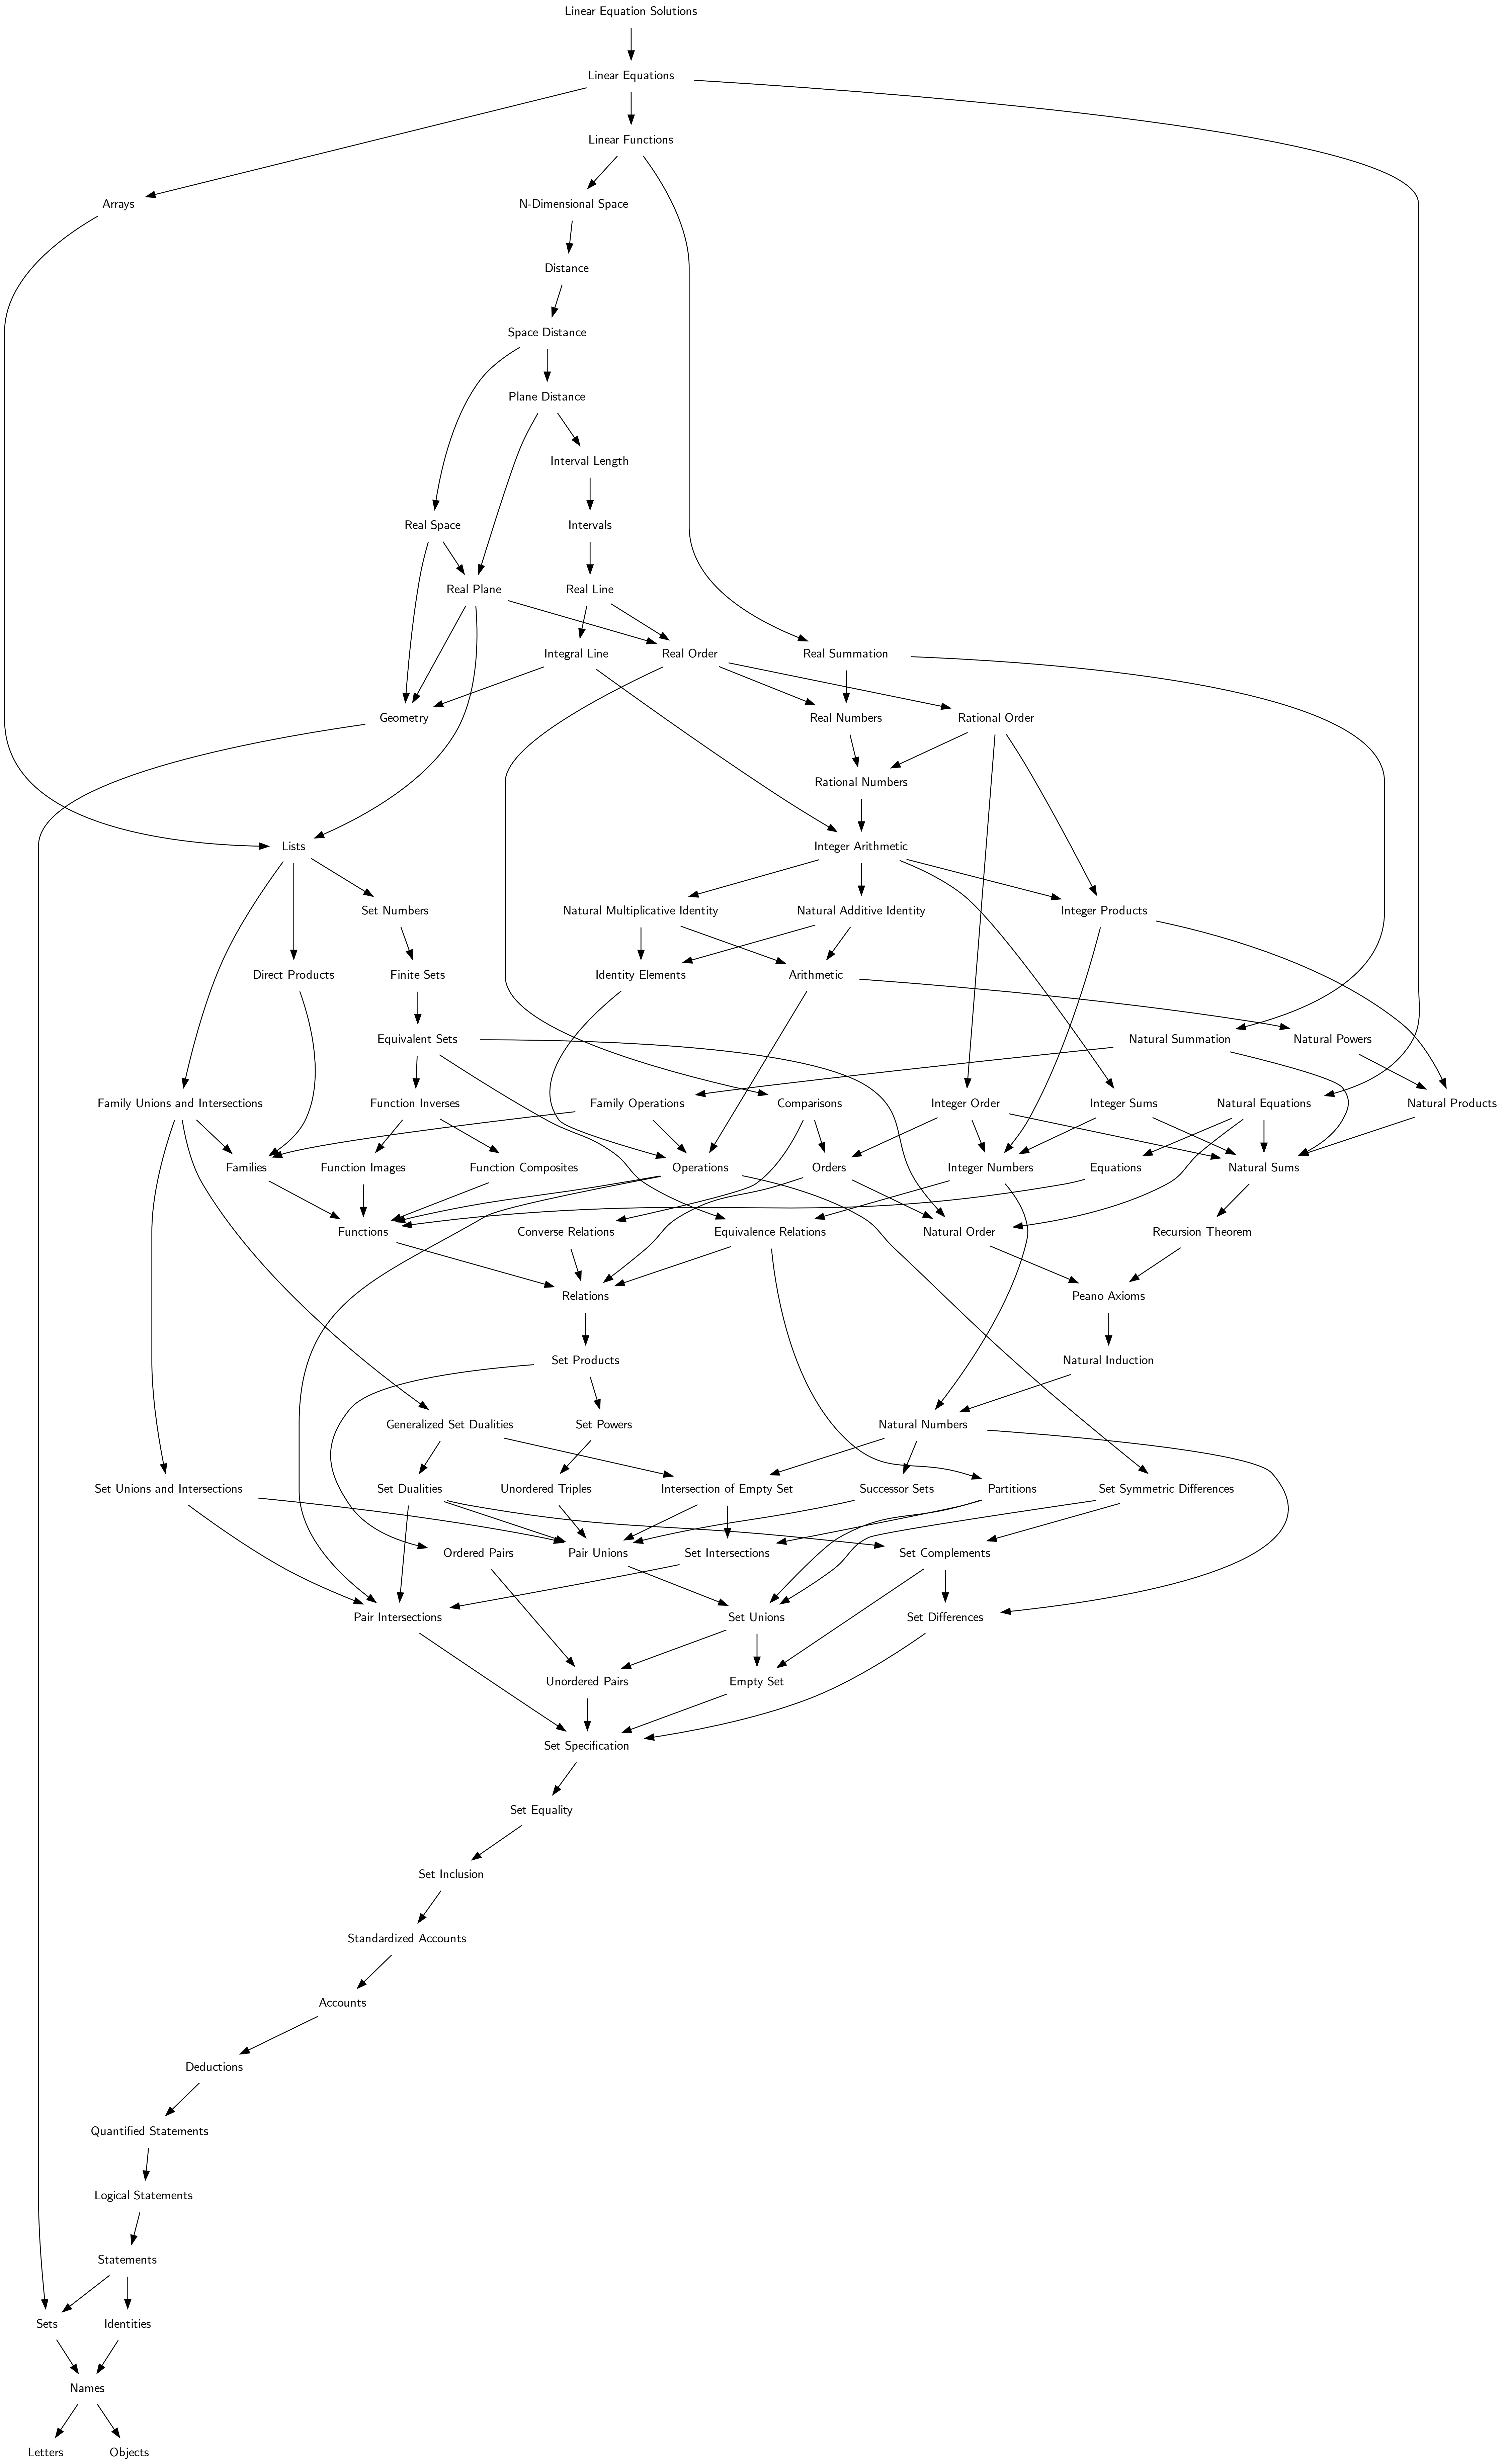 Linear Equation Solutions
Linear Equations
Linear Functions
Arrays
N-Dimensional Space
Distance
Space Distance
Plane Distance
Interval Length
Real Space
Intervals
Real Plane
Real Line
Integral Line
Real Order
Real Summation
Geometry
Real Numbers
Rational Order
Rational Numbers
Lists
Integer Arithmetic
Set Numbers
Natural Multiplicative Identity
Natural Additive Identity
Integer Products
Direct Products
Finite Sets
Identity Elements
Arithmetic
Equivalent Sets
Natural Summation
Natural Powers
Family Unions and Intersections
Function Inverses
Family Operations
Comparisons
Integer Order
Integer Sums
Natural Equations
Natural Products
Families
Function Images
Function Composites
Operations
Orders
Integer Numbers
Equations
Natural Sums
Functions
Converse Relations
Equivalence Relations
Natural Order
Recursion Theorem
Relations
Peano Axioms
Set Products
Natural Induction
Generalized Set Dualities
Set Powers
Natural Numbers
Set Unions and Intersections
Set Dualities
Unordered Triples
Intersection of Empty Set
Successor Sets
Partitions
Set Symmetric Differences
Ordered Pairs
Pair Unions
Set Intersections
Set Complements
Pair Intersections
Set Unions
Set Differences
Unordered Pairs
Empty Set
Set Specification
Set Equality
Set Inclusion
Standardized Accounts
Accounts
Deductions
Quantified Statements
Logical Statements
Statements
Sets
Identities
Names
Letters
Objects